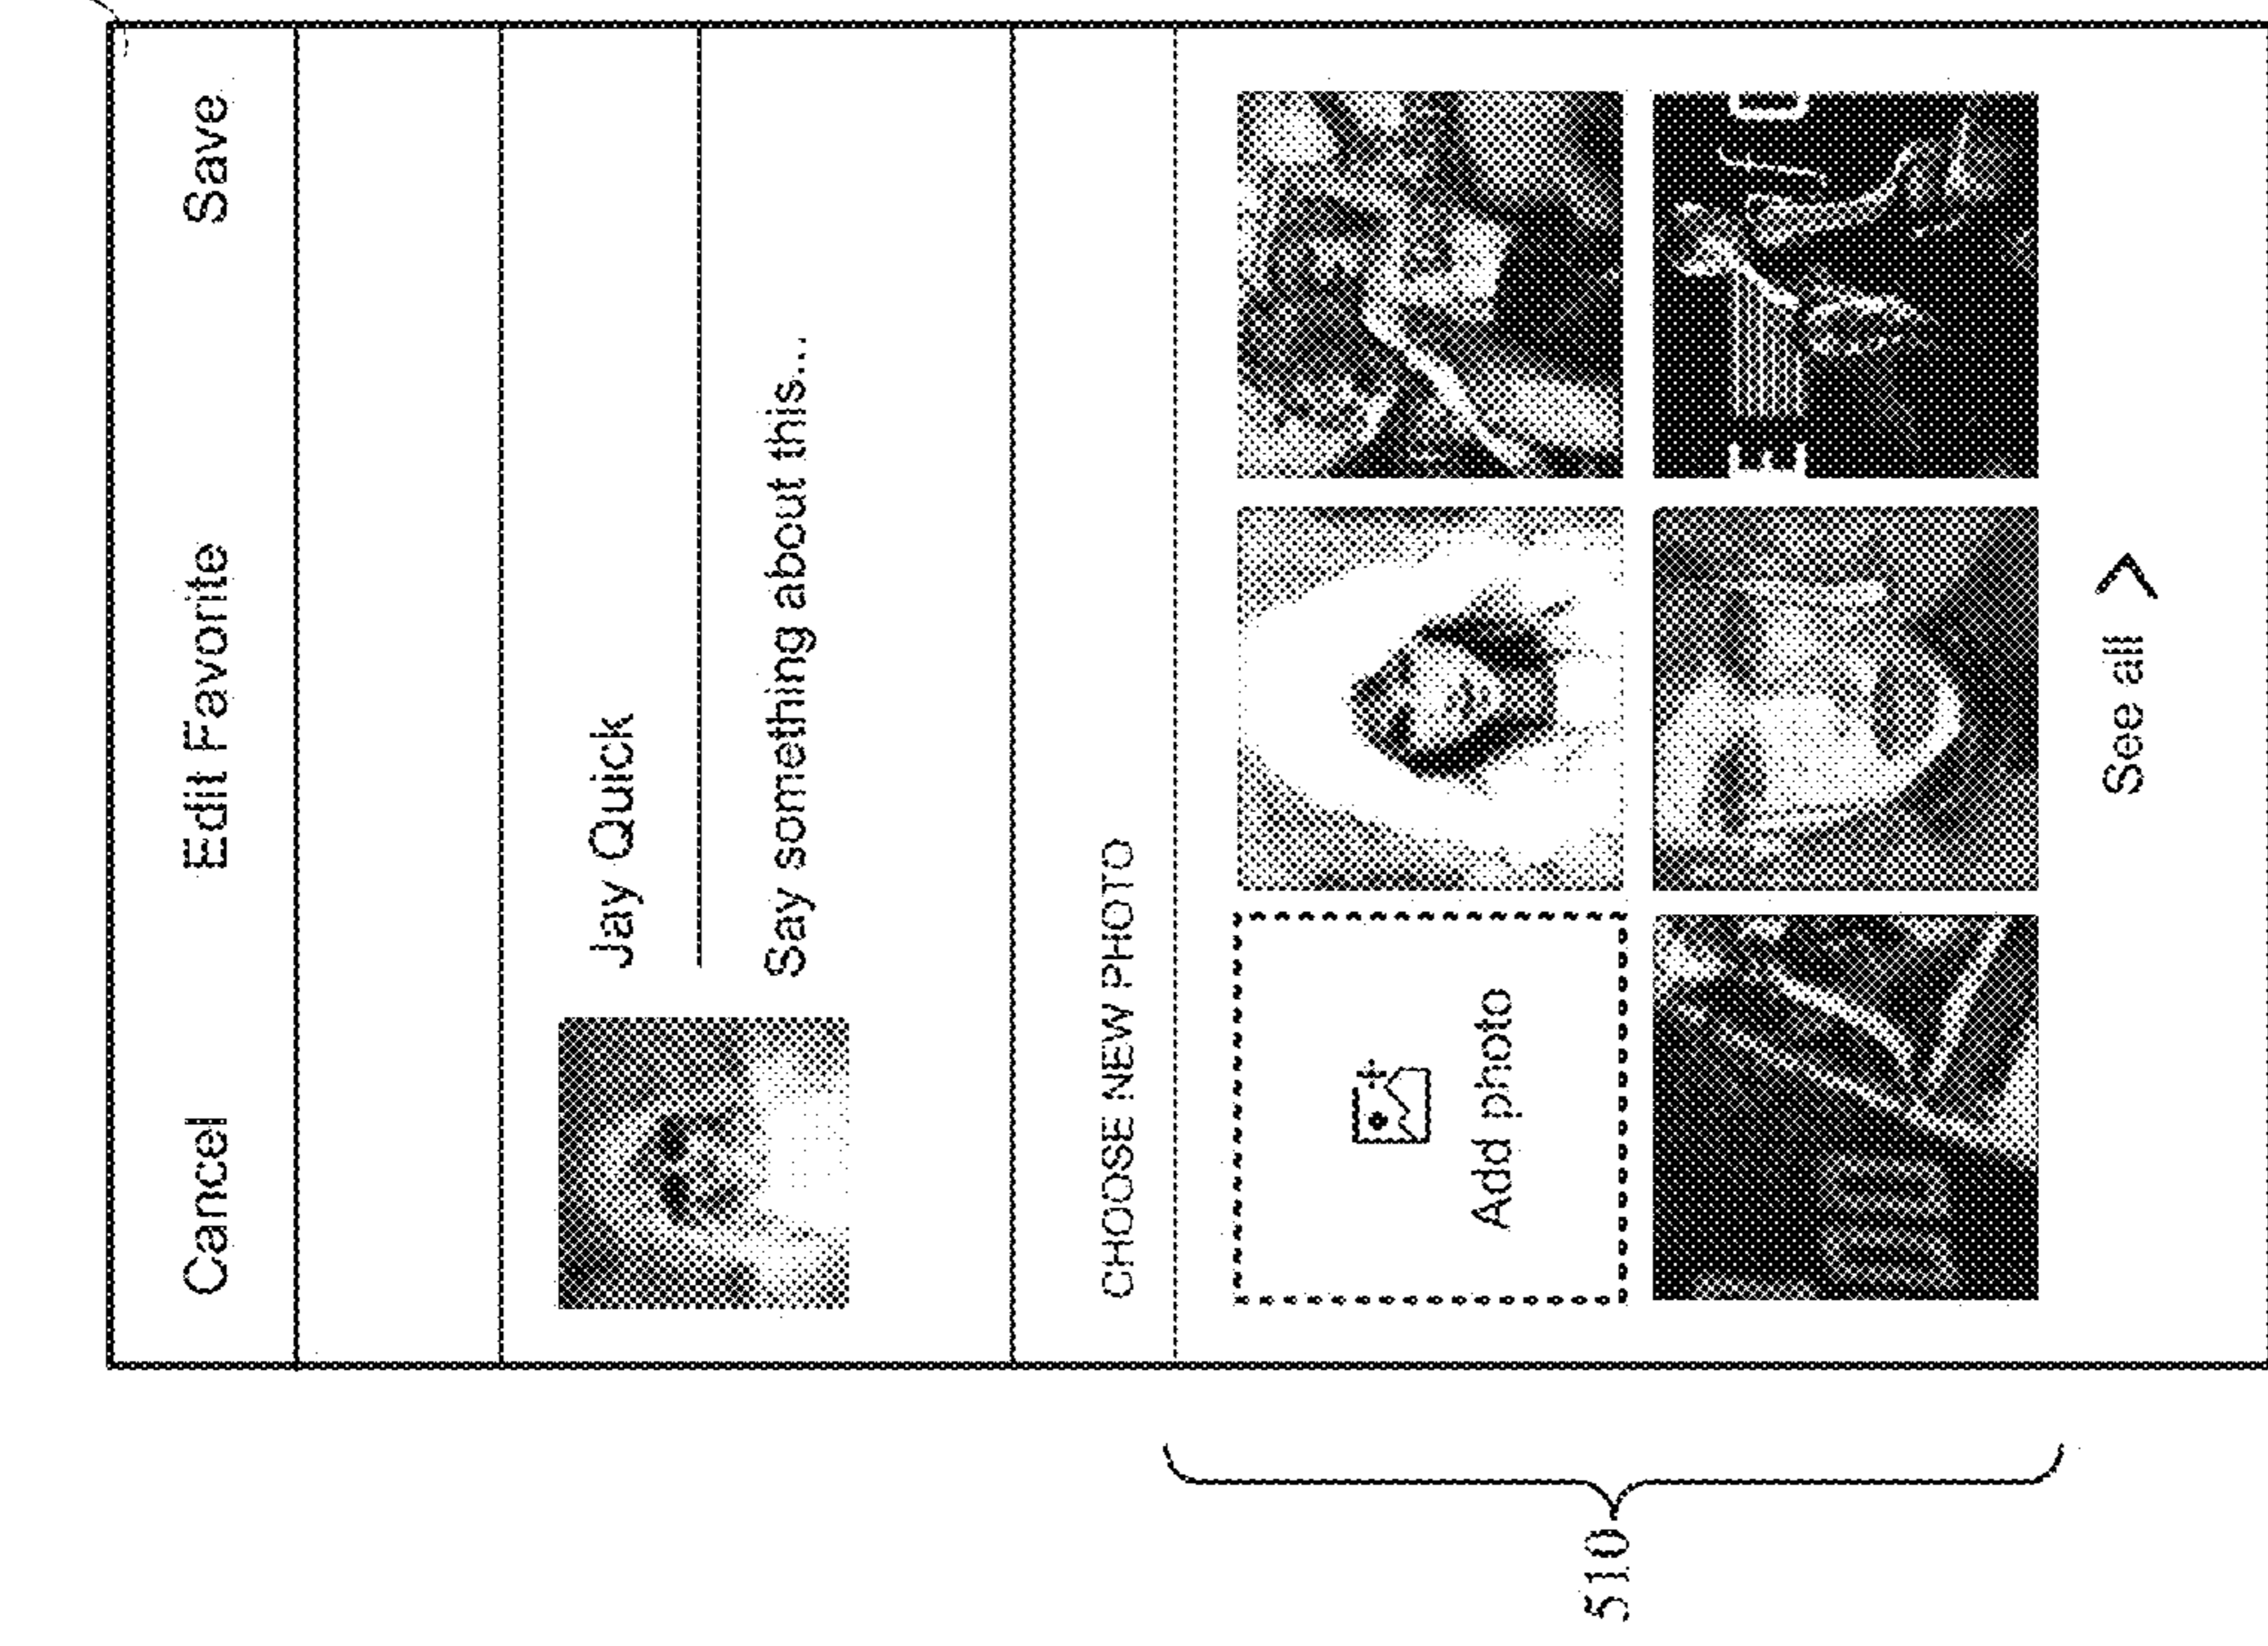 Cancel Edit Favorite Save
Jay Quick
Say something about this...
CHOOSE NEW PHOTO
Add photo
See all
510